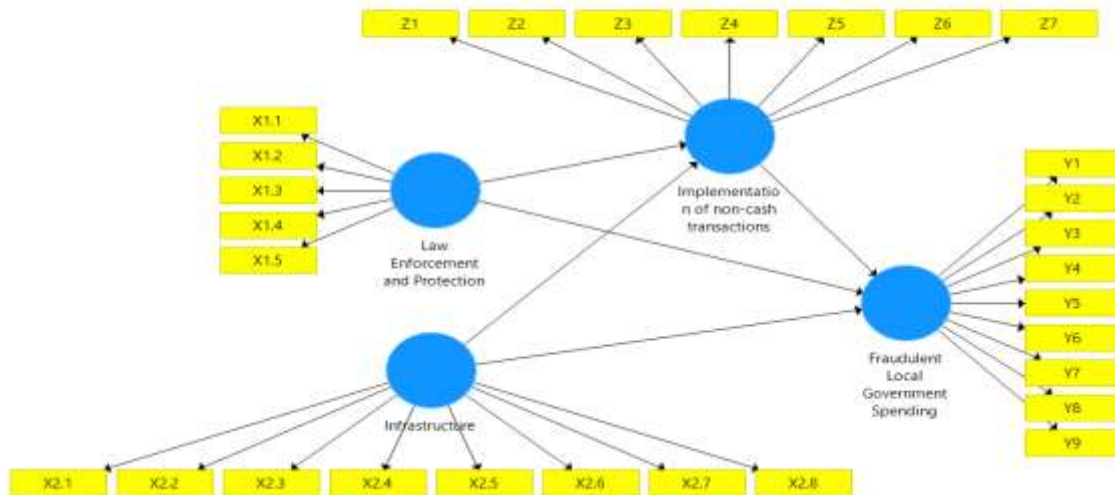 Z1
Z2
Z3
Z4
Z5
Z6
Z7
X1.1
X1.2
X1.3
X1.4
X1.5
Law
Enforcement
and Protection
Implementatio
n of non-cash
transactions
Y1
Y2
Y3
Y4
Y5
Y6
Y7
Y8
Y9
Fraudulent
Local
Government
Spending
Infrastructure
X2.1
X2.2
X2.3
X2.4
X2.5
X2.6
X2.7
X2.8